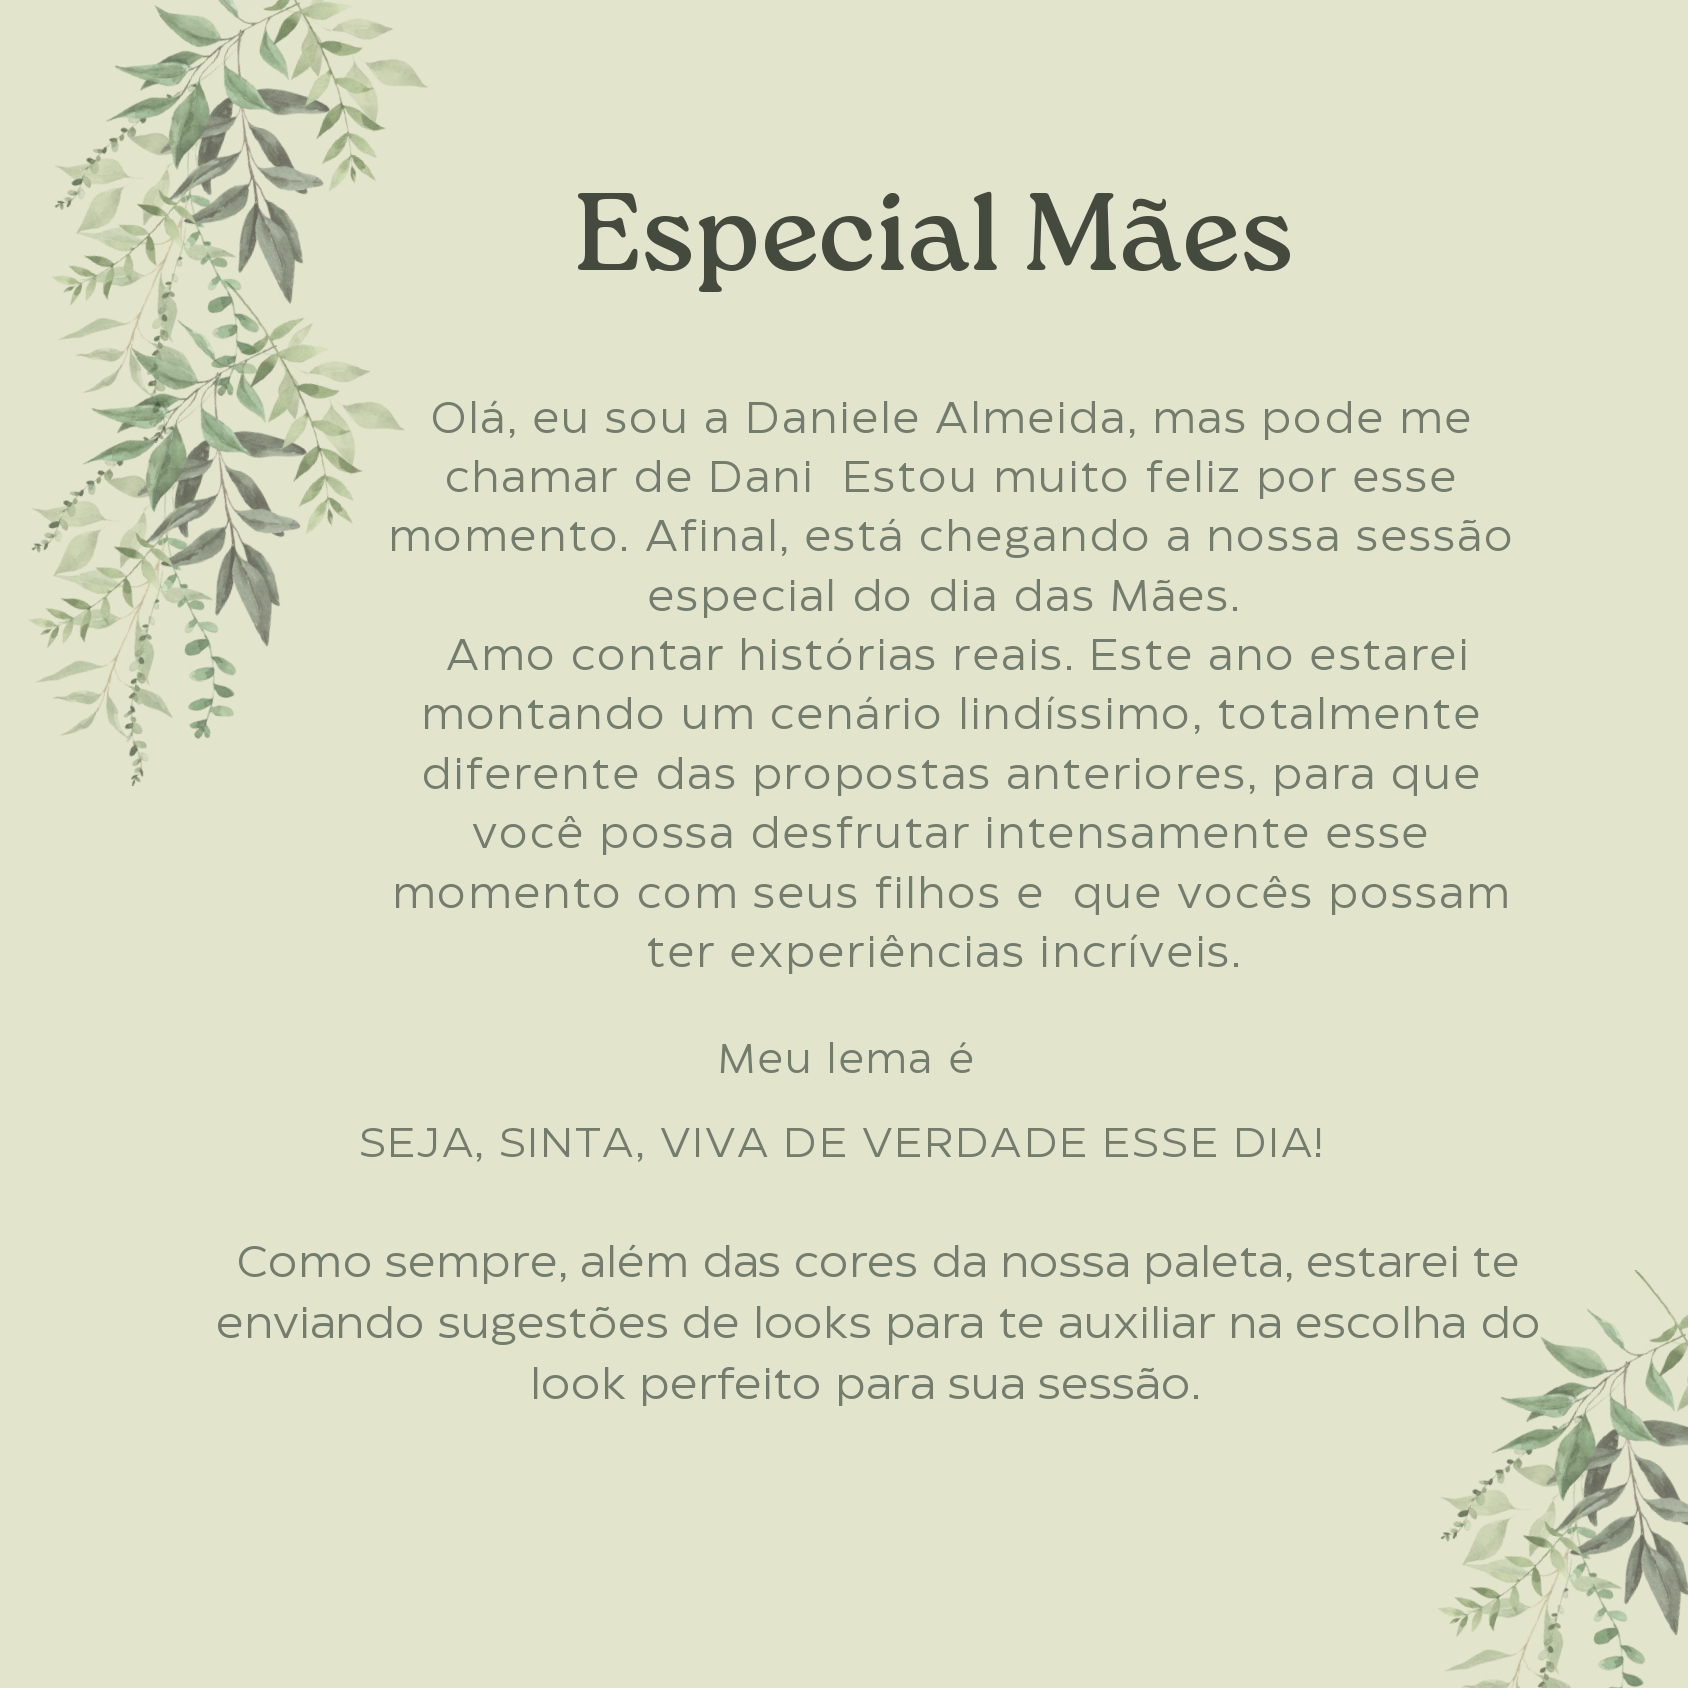 Especial Mães
Olá, eu sou a Daniele Almeida, mas pode me
chamar de Dani  Estou muito feliz por esse
momento. Afinal, está chegando a nossa sessão
especial do dia das Mães.
Amo contar histórias reais. Este ano estarei
montando um cenário lindíssimo, totalmente
diferente das propostas anteriores, para que
você possa desfrutar intensamente esse
momento com seus filhos e  que vocês possam
ter experiências incríveis.
Meu lema é
SEJA, SINTA, VIVA DE VERDADE ESSE DIA!
Como sempre, além das cores da nossa paleta, estarei te
enviando sugestões de looks para te auxiliar na escolha do
look perfeito para sua sessão.